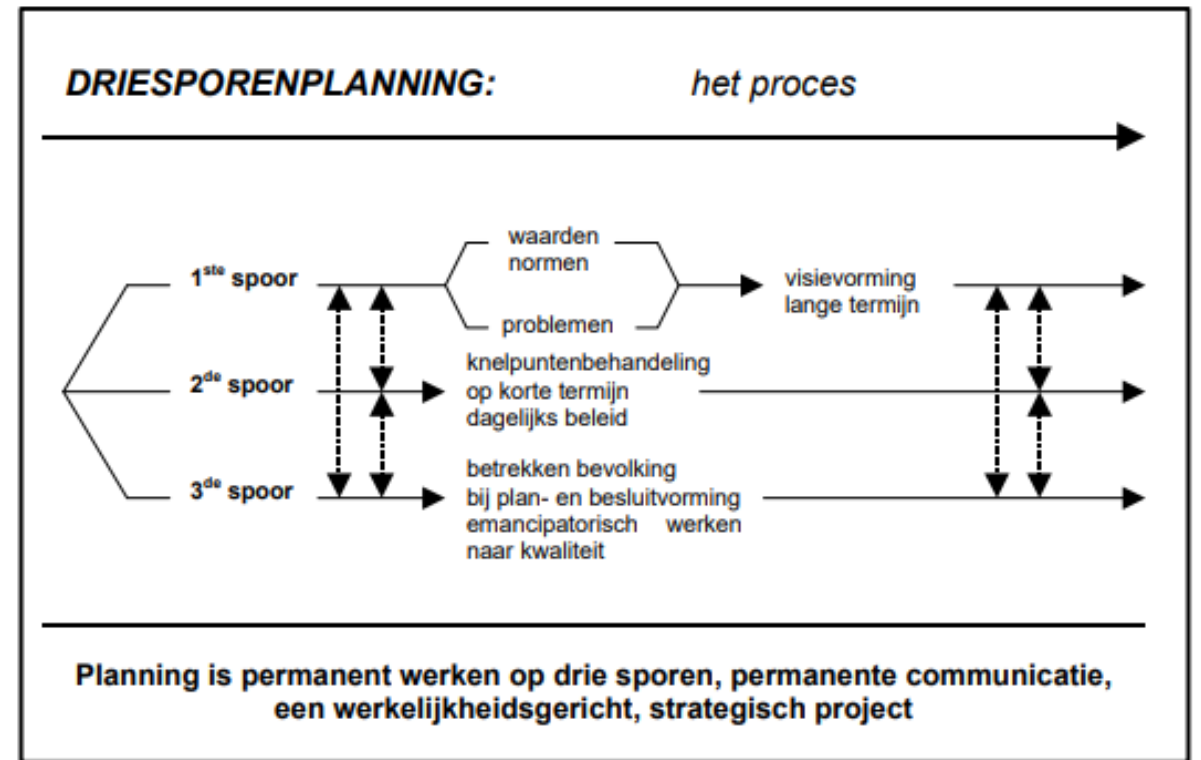 DRIESPORENPLANNING: het proces
1ste spoor
waarden
normen
problemen
visievorming
lange termijn
2de spoor
knelpuntenbehandeling
op korte termijn
dagelijks beleid
3de spoor
betrekken bevolking
bij plan- en besluitvorming
emancipatorisch werken
naar kwaliteit
Planning is permanent werken op drie sporen, permanente communicatie,
een werkelijkheidsgericht, strategisch project